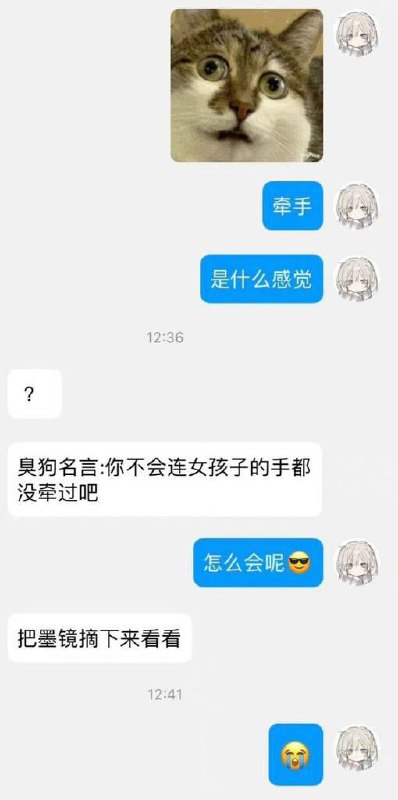 牵手
是什么感觉
12:36
?
臭狗名言:你不会连女孩子的手都
没牵过吧
怎么会呢😎
把墨镜摘下来看看
12:41
😭